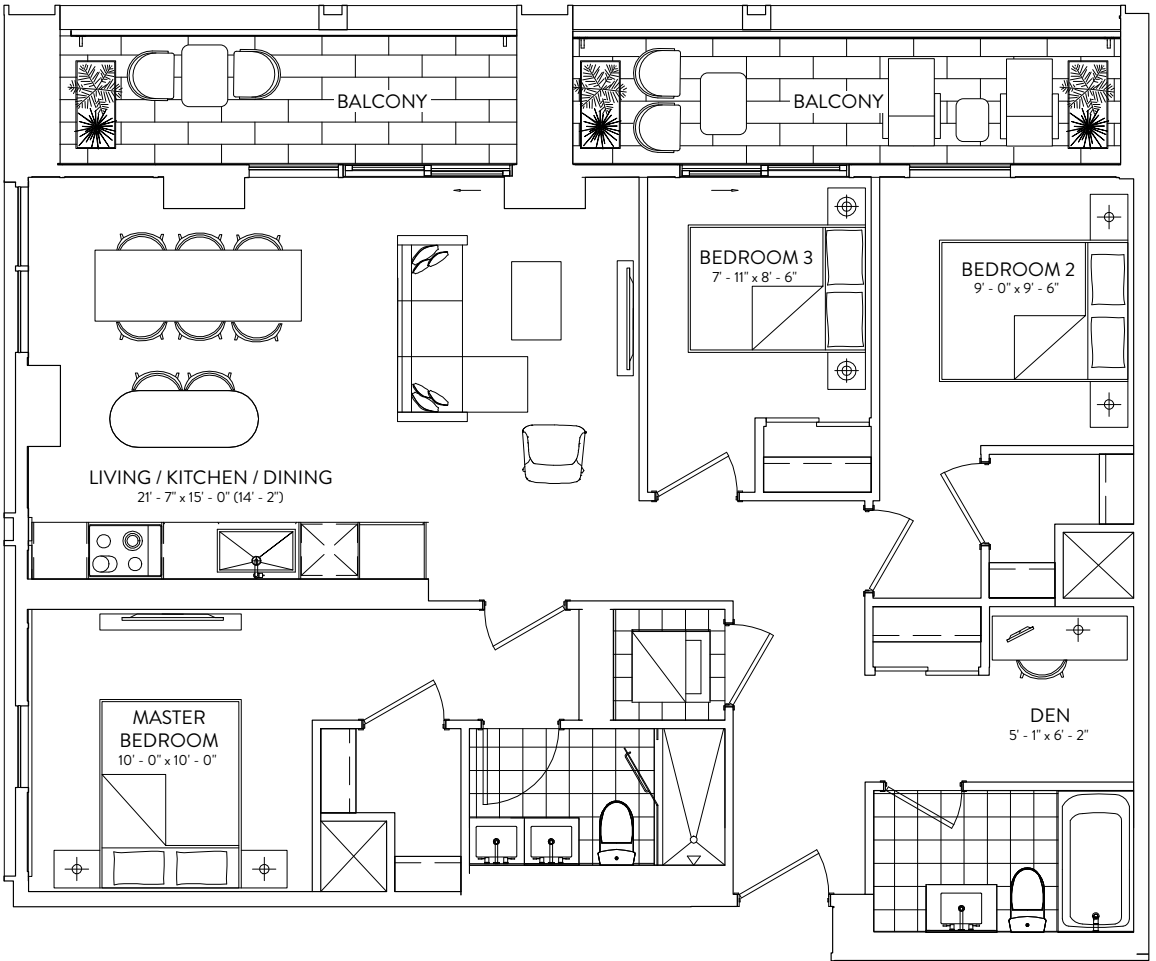 BALCONY
BALCONY
BEDROOM 3
7' - 11" x 8' - 6"
BEDROOM 2
9' - 0" x 9' - 6"
LIVING / KITCHEN / DINING
21' - 7" x 15' - 0" (14' - 2")
MASTER
BEDROOM
10' - 0" x 10' - 0"
DEN
5' - 1" x 6' - 2"